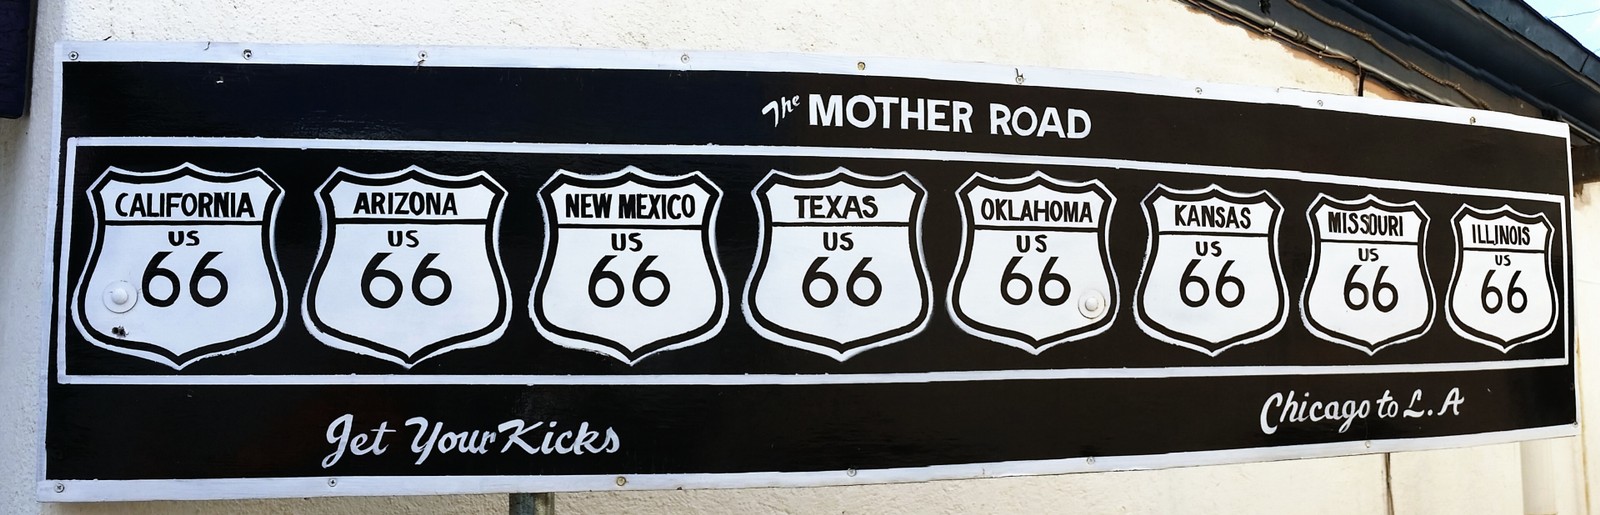 The MOTHER ROAD
CALIFORNIA
US
66
ARIZONA
US
66
NEW MEXICO
US
66
TEXAS
US
66
OKLAHOMA
US
66
KANSAS
US
66
MISSOURI
US
66
ILLINOIS
US
66
Get Your Kicks
Chicago to L.A